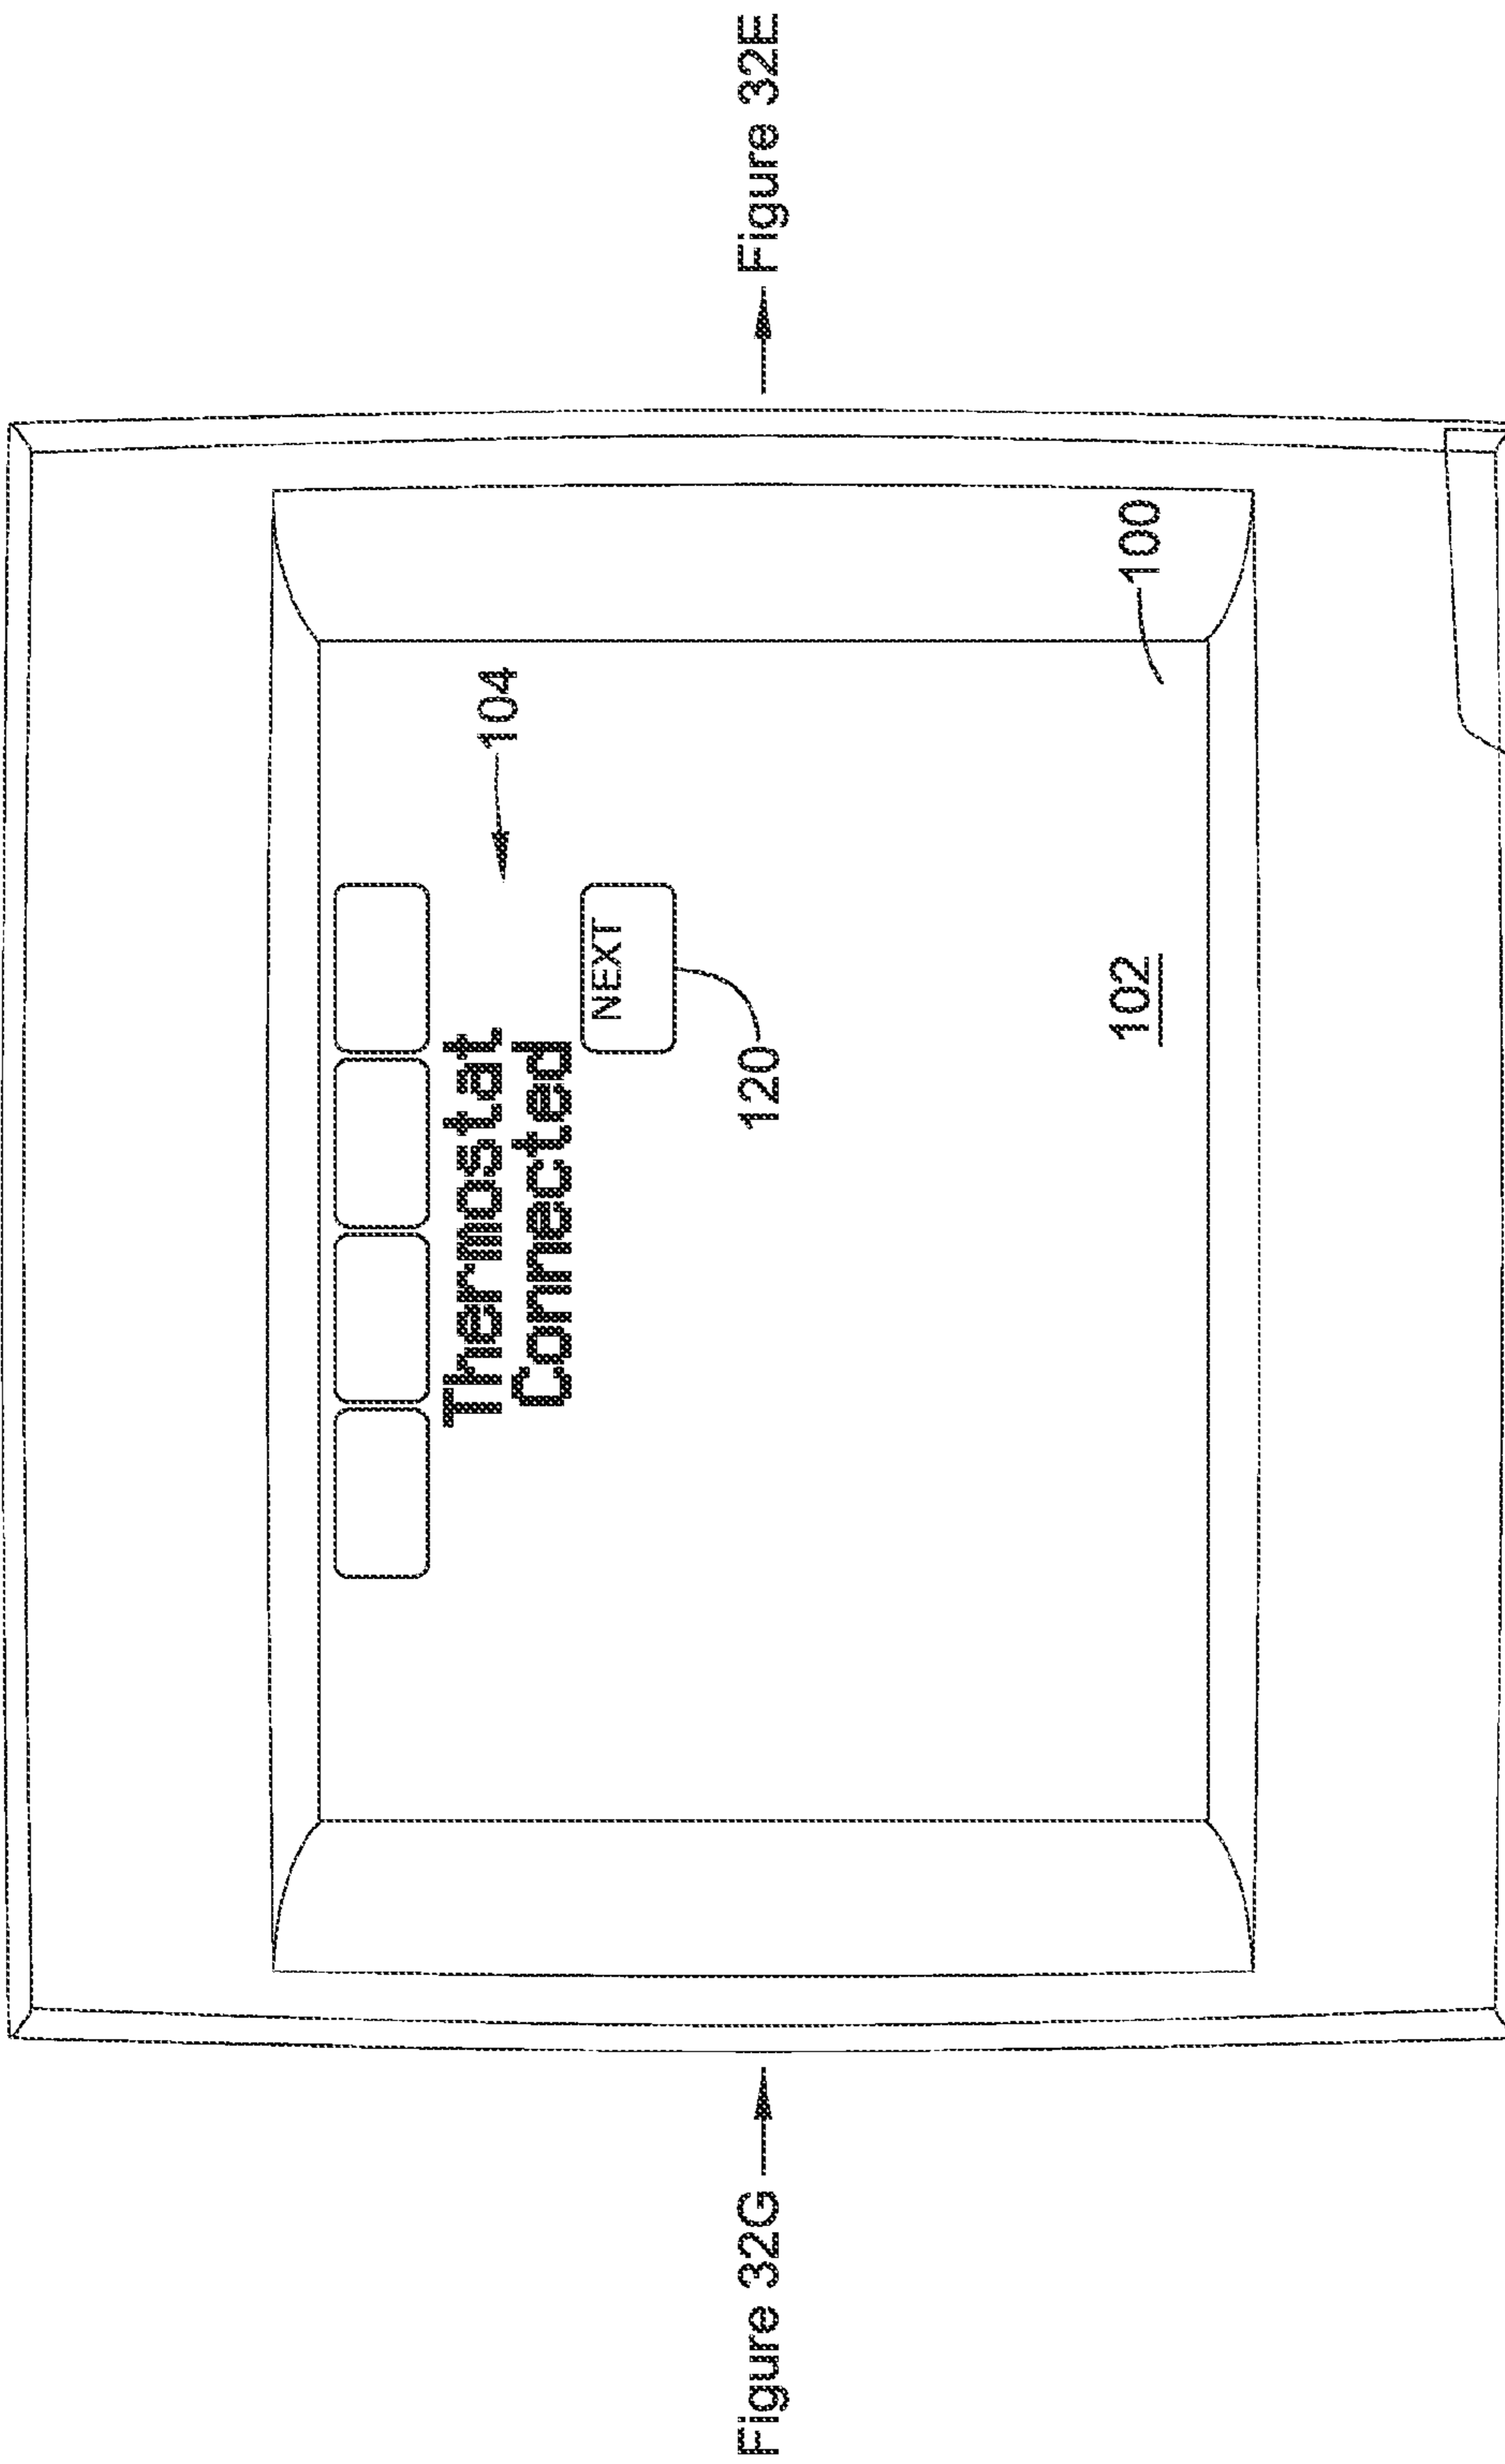 Thermostat
Connected
104
NEXT
120
102
100
Figure 32G
Figure 32E